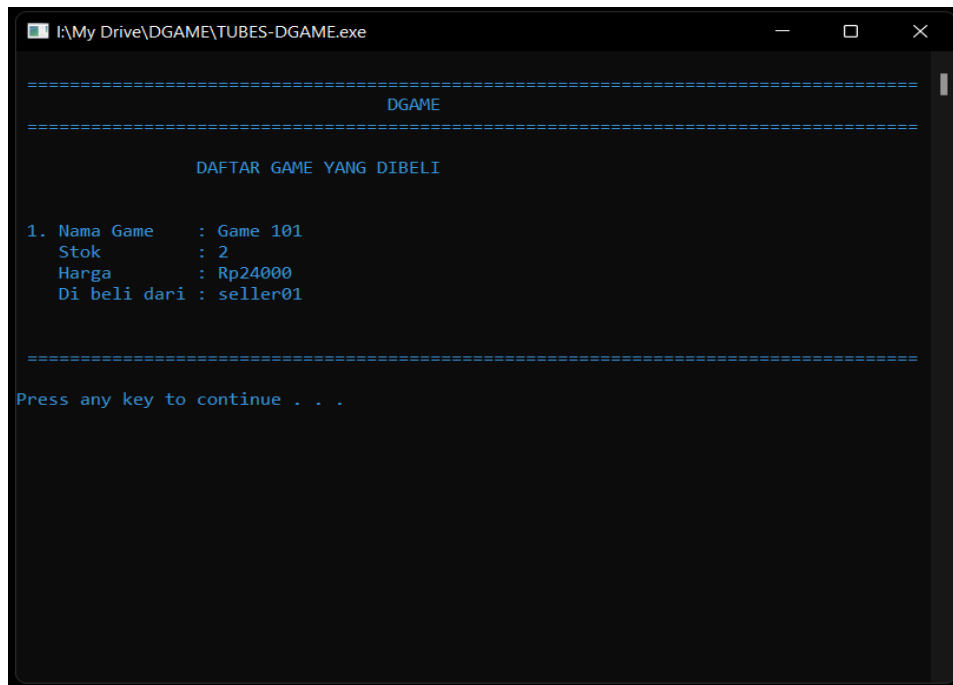 I:\My Drive\DGAME\TUBES-DGAME.exe
====================================================================================
DGAME
====================================================================================
DAFTAR GAME YANG DIBELI
1. Nama Game    : Game 101
Stok         : 2
Harga        : Rp24000
Di beli dari : seller01
====================================================================================
Press any key to continue . . .